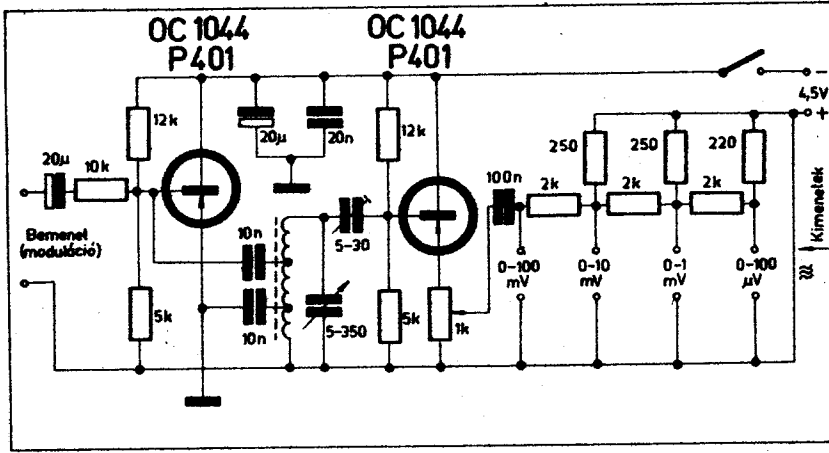 OC 1044
P401
OC 1044
P401
12k
20µ
20n
12k
4,5V
−
+
20µ
10k
100n
250
250
220
2k
2k
2k
Bemenet
(moduláció)
10n
5-30
Kimenetek
0-100
mV
0-10
mV
0-1
mV
0-100
µV
5k
10n
5-350
5k
1k